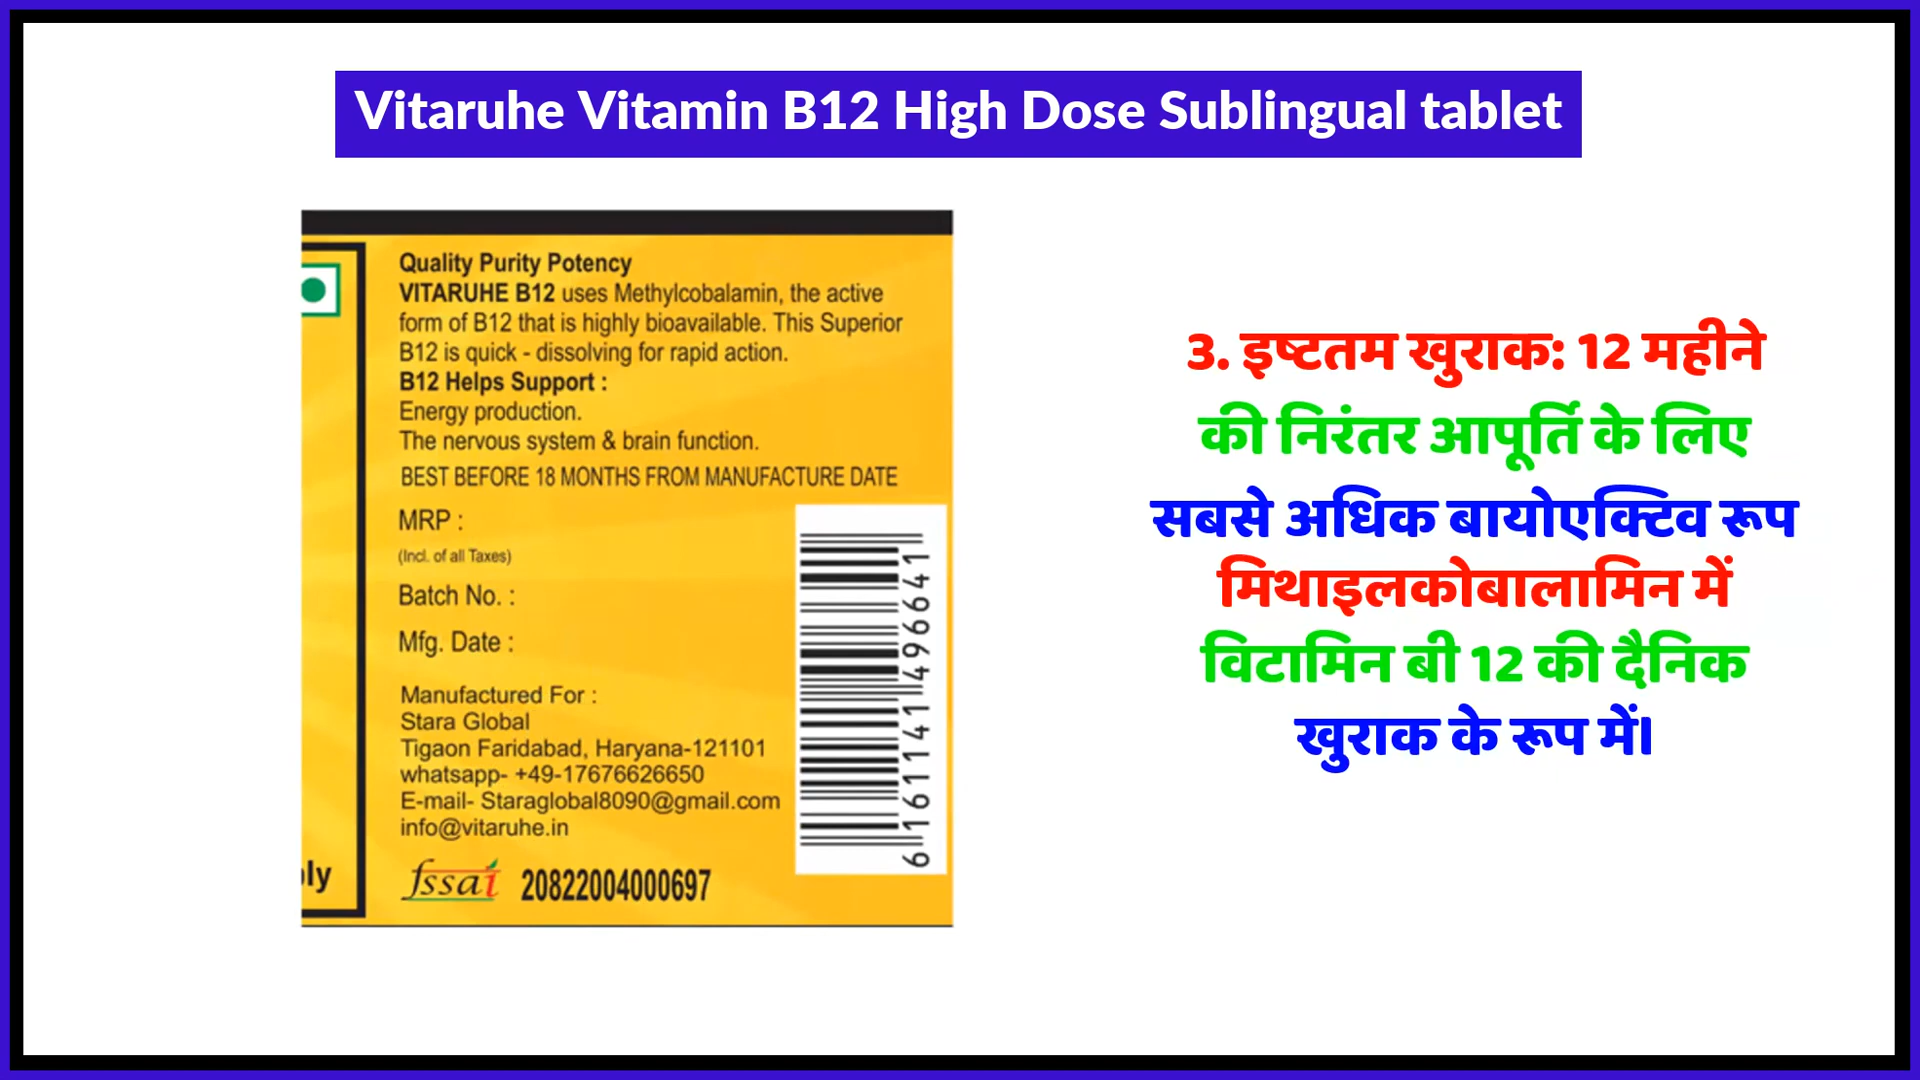 Vitaruhe Vitamin B12 High Dose Sublingual tablet
Quality Purity Potency
VITARUHE B12 uses Methylcobalamin, the active
form of B12 that is highly bioavailable. This Superior
B12 is quick - dissolving for rapid action.
B12 Helps Support :
Energy production.
The nervous system & brain function.
BEST BEFORE 18 MONTHS FROM MANUFACTURE DATE
MRP :
(Incl. of all Taxes)
Batch No. :
Mfg. Date :
Manufactured For :
Stara Global
Tigaon Faridabad, Haryana-121101
whatsapp- +49-17676626650
E-mail- Staraglobal8090@gmail.com
info@vitaruhe.in
fssai 20822004000697
6 161141 496641
3. इष्टतम खुराक: 12 महीने
की निरंतर आपूर्ति के लिए
सबसे अधिक बायोएक्टिव रूप
मिथाइलकोबालामिन में
विटामिन बी 12 की दैनिक
खुराक के रूप में।